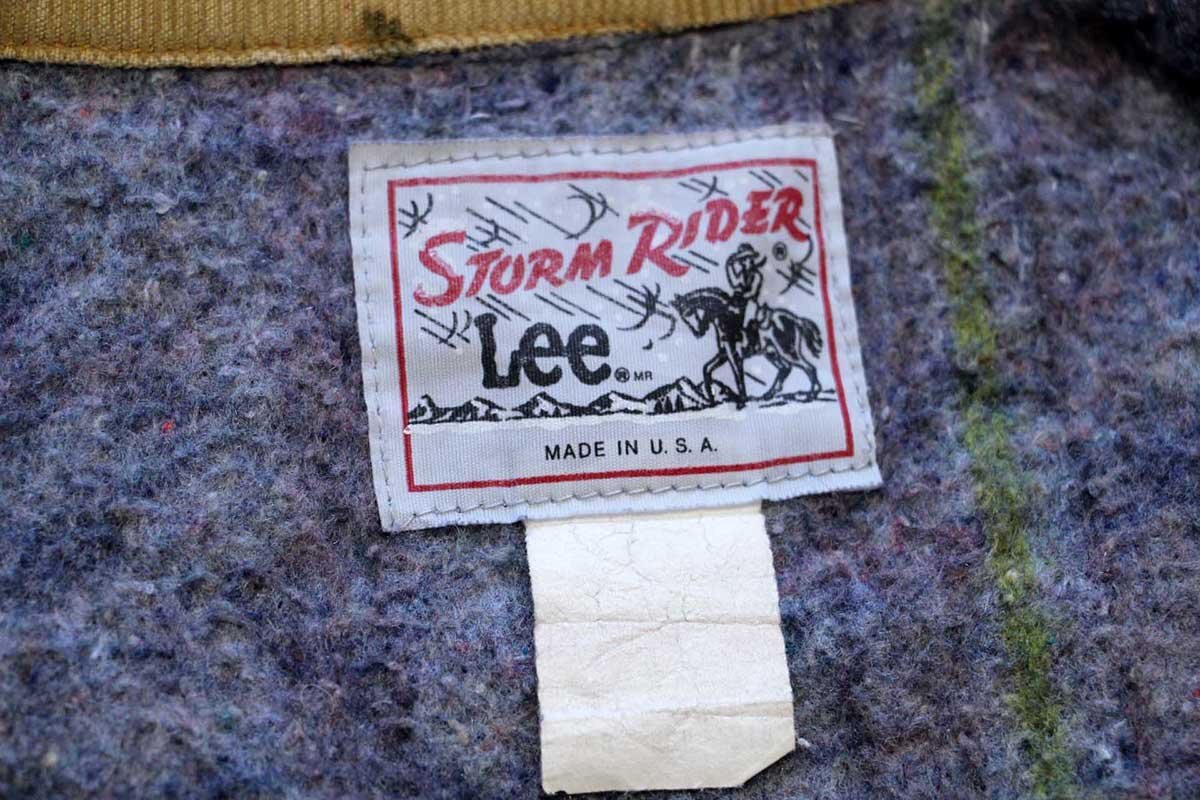 STORM RIDER ®
Lee ® MR
MADE IN U.S.A.